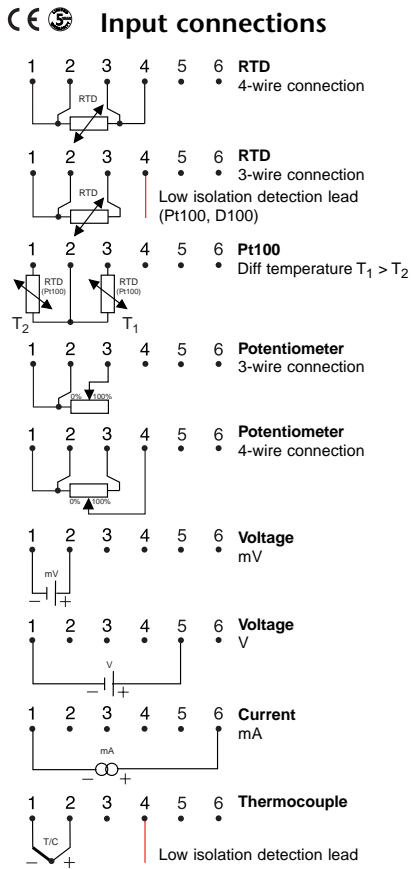 CE Input connections
1 2 3 4 5 6 RTD
4-wire connection
RTD
1 2 3 4 5 6 RTD
3-wire connection
RTD
Low isolation detection lead
(Pt100, D100)
1 2 3 4 5 6 Pt100
Diff temperature T1 > T2
RTD
(Pt100)
RTD
(Pt100)
T2 T1
1 2 3 4 5 6 Potentiometer
3-wire connection
0% 100%
1 2 3 4 5 6 Potentiometer
4-wire connection
0% 100%
1 2 3 4 5 6 Voltage
mV
mV
– +
1 2 3 4 5 6 Voltage
V
V
– +
1 2 3 4 5 6 Current
mA
mA
– +
1 2 3 4 5 6 Thermocouple
T/C
– +
Low isolation detection lead